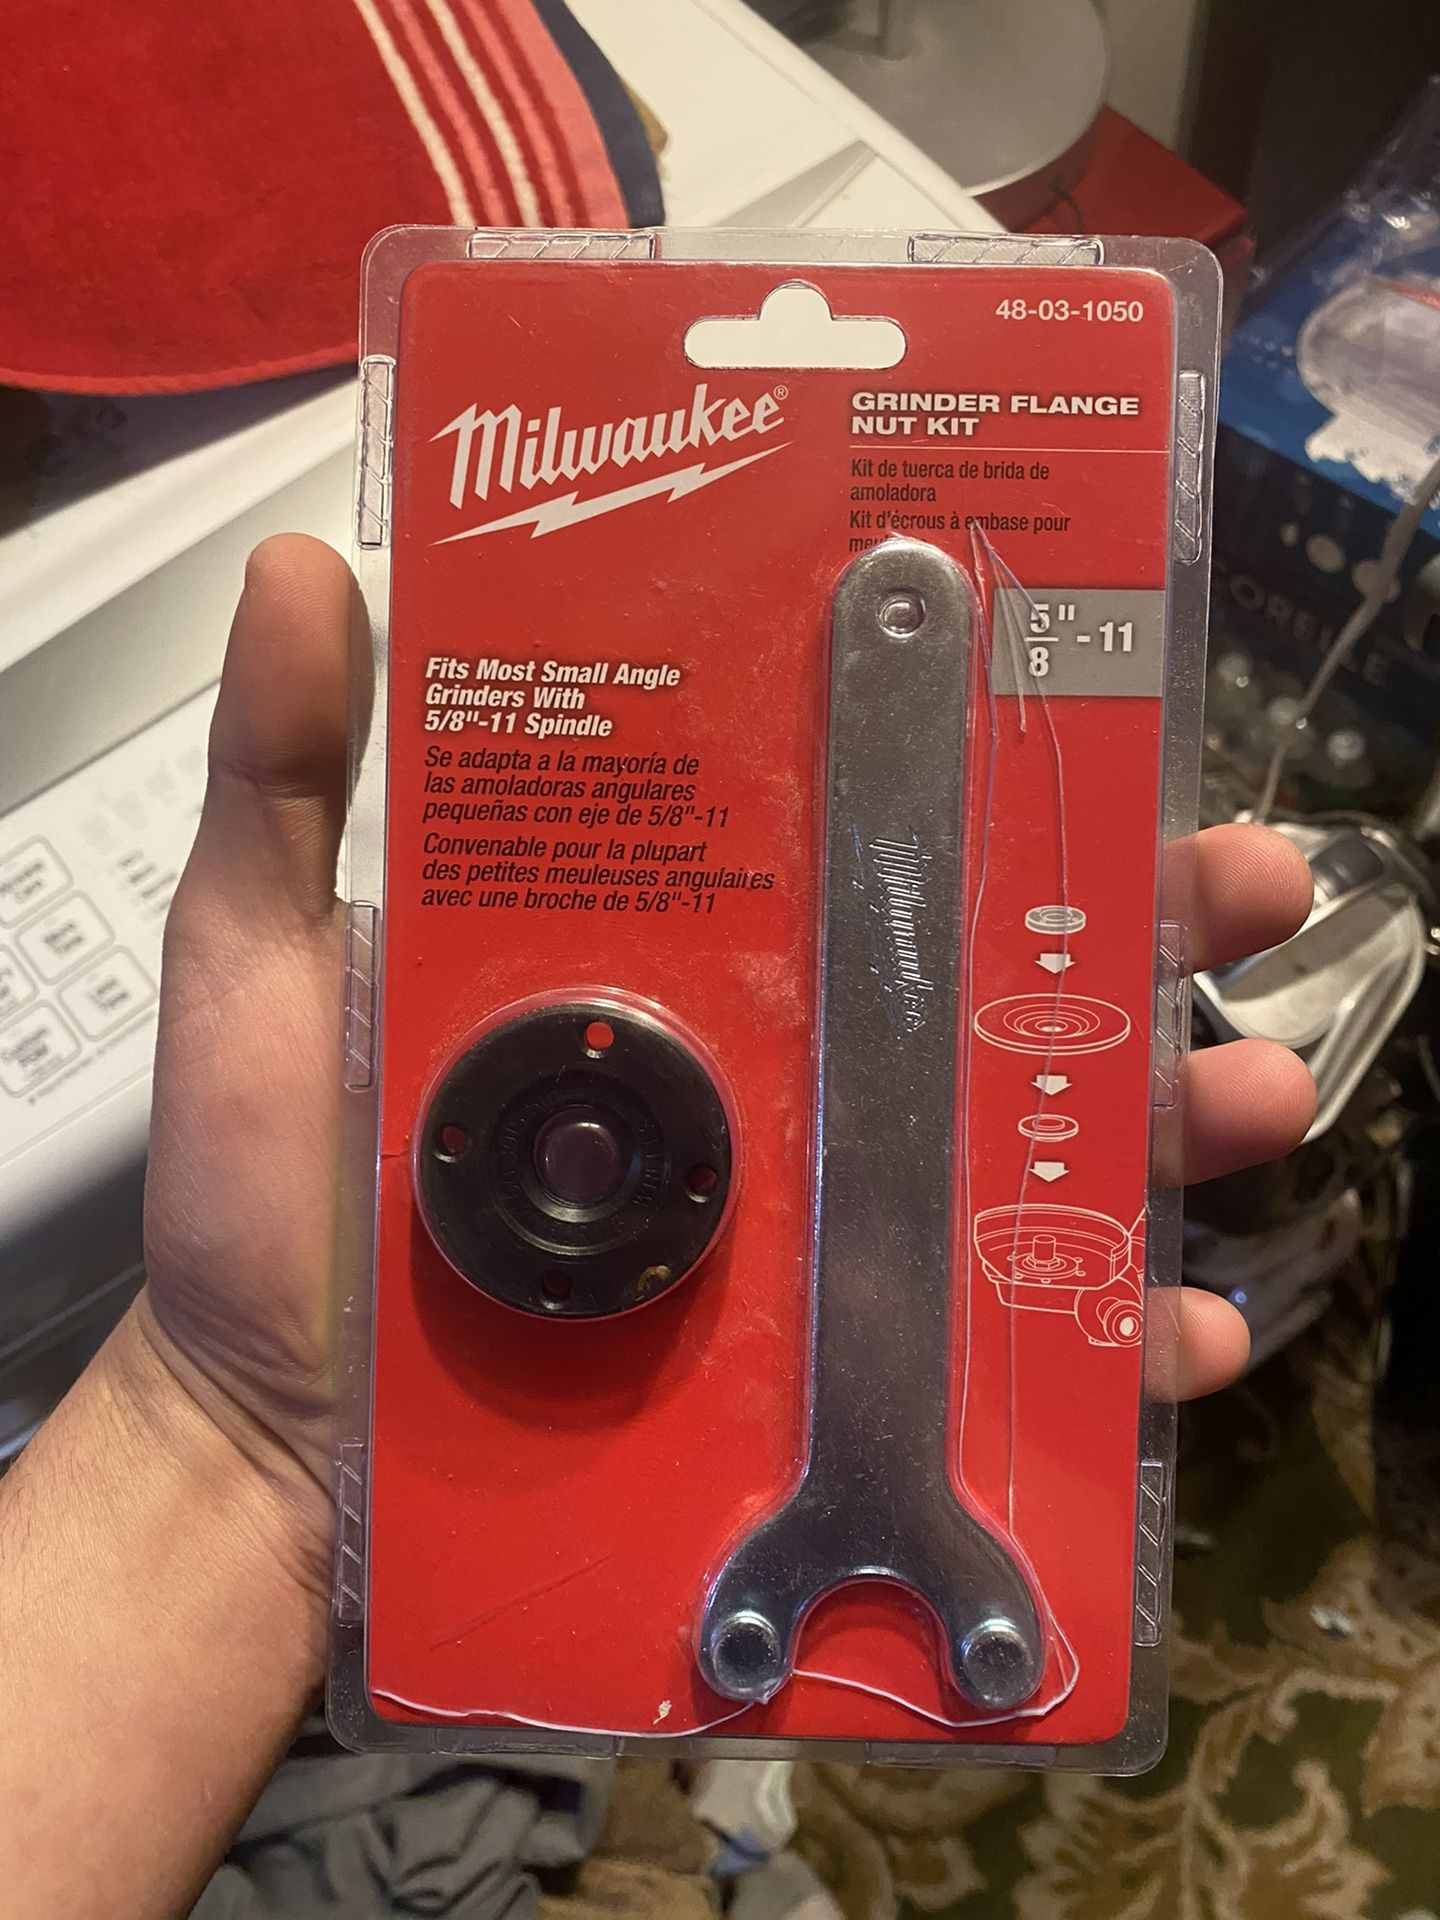 48-03-1050
Milwaukee®
GRINDER FLANGE
NUT KIT
Kit de tuerca de brida de
amoladora
Kit d'écrous à embase pour
5"
8 - 11
Fits Most Small Angle
Grinders With
5/8"-11 Spindle
Se adapta a la mayoría de
las amoladoras angulares
pequeñas con eje de 5/8"-11
Convenable pour la plupart
des petites meuleuses angulaires
avec une broche de 5/8"-11
Milwaukee
WHEELS
CORELLE